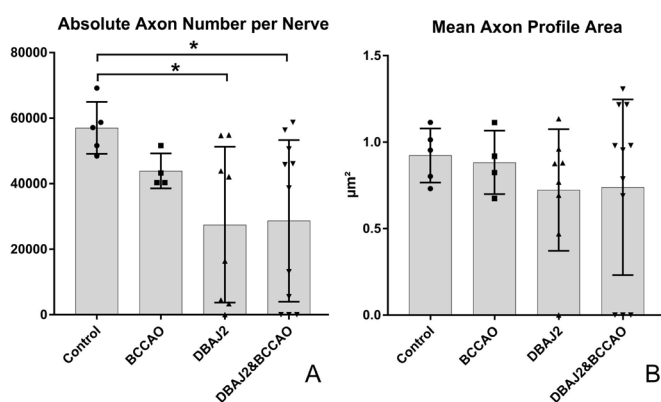 Absolute Axon Number per Nerve
80000
60000
40000
20000
0
*
*
Control
BCCAO
DBAJ2
DBAJ2&BCCAO
A
Mean Axon Profile Area
µm²
1.5
1.0
0.5
0.0
Control
BCCAO
DBAJ2
DBAJ2&BCCAO
B